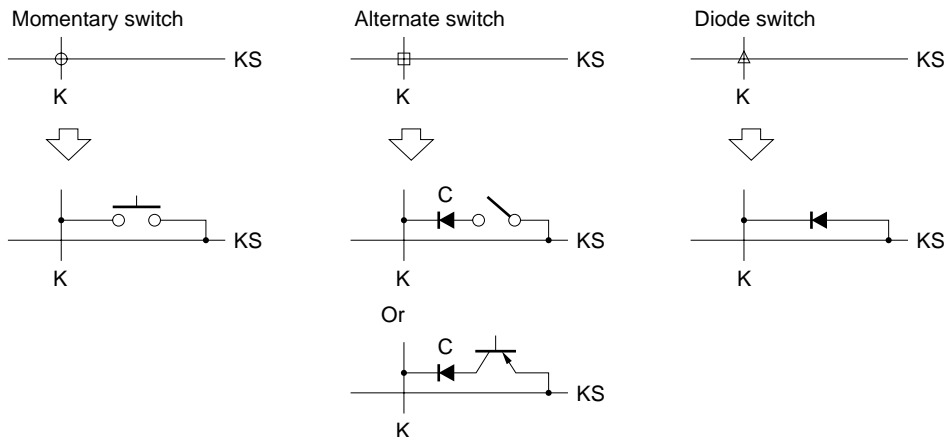 Momentary switch
Alternate switch
Diode switch
KS
KS
KS
K
K
K
C
KS
KS
KS
K
K
K
Or
C
KS
K